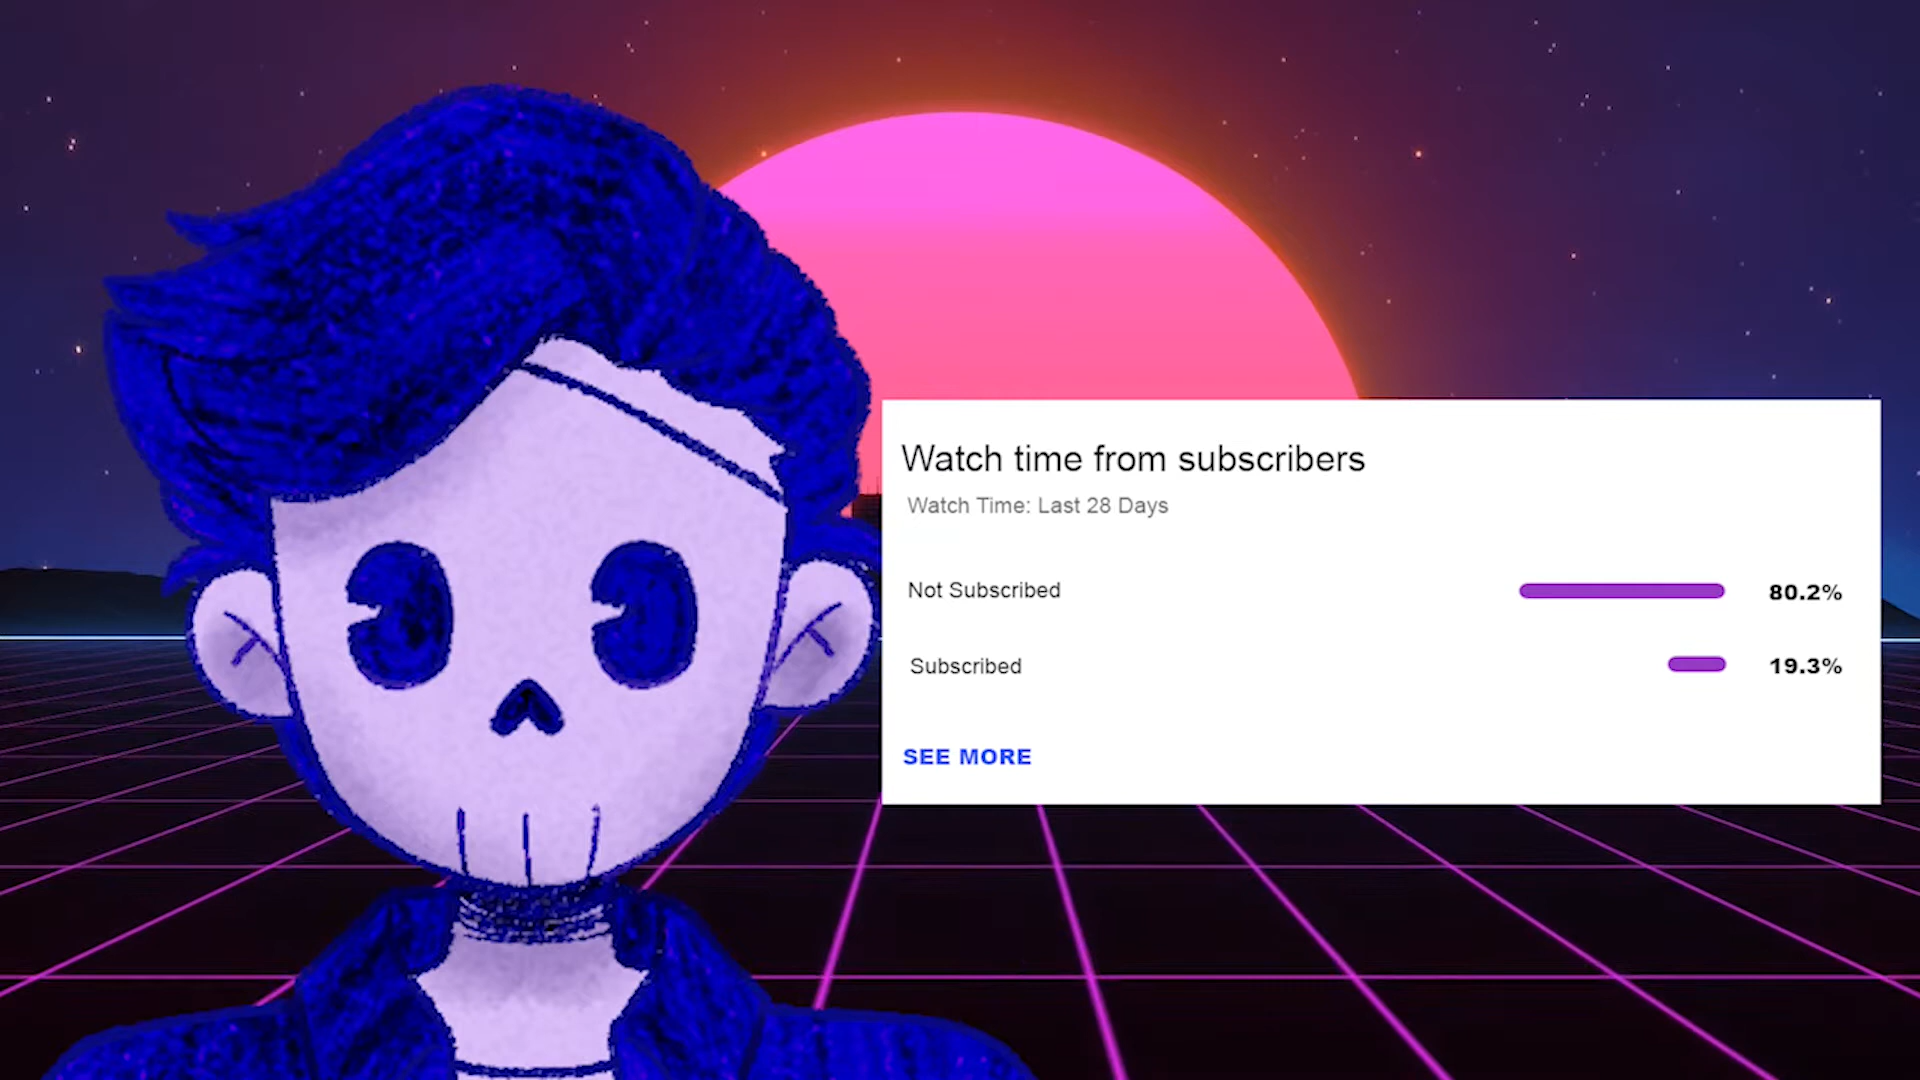 Watch time from subscribers
Watch Time: Last 28 Days
Not Subscribed 80.2%
Subscribed 19.3%
SEE MORE